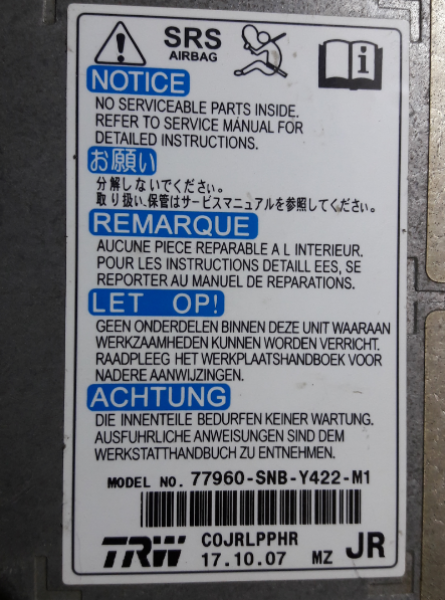 SRS
AIRBAG
NOTICE
NO SERVICEABLE PARTS INSIDE.
REFER TO SERVICE MANUAL FOR
DETAILED INSTRUCTIONS.
お願い
分解しないでください。
取り扱い、保管はサービスマニュアルを参照してください。
REMARQUE
AUCUNE PIECE REPARABLE A L INTERIEUR.
POUR LES INSTRUCTIONS DETAILL EES, SE
REPORTER AU MANUEL DE REPARATIONS.
LET OP!
GEEN ONDERDELEN BINNEN DEZE UNIT WAARAAN
WERKZAAMHEDEN KUNNEN WORDEN VERRICHT.
RAADPLEEG HET WERKPLAATSHANDBOEK VOOR
NADERE AANWIJZINGEN.
ACHTUNG
DIE INNENTEILE BEDURFEN KEINER WARTUNG.
AUSFUHRLICHE ANWEISUNGEN SIND DEM
WERKSTATTHANDBUCH ZU ENTNEHMEN.
MODEL NO. 77960-SNB-Y422-M1
TRW COJRLPPHR
17.10.07 MZ JR